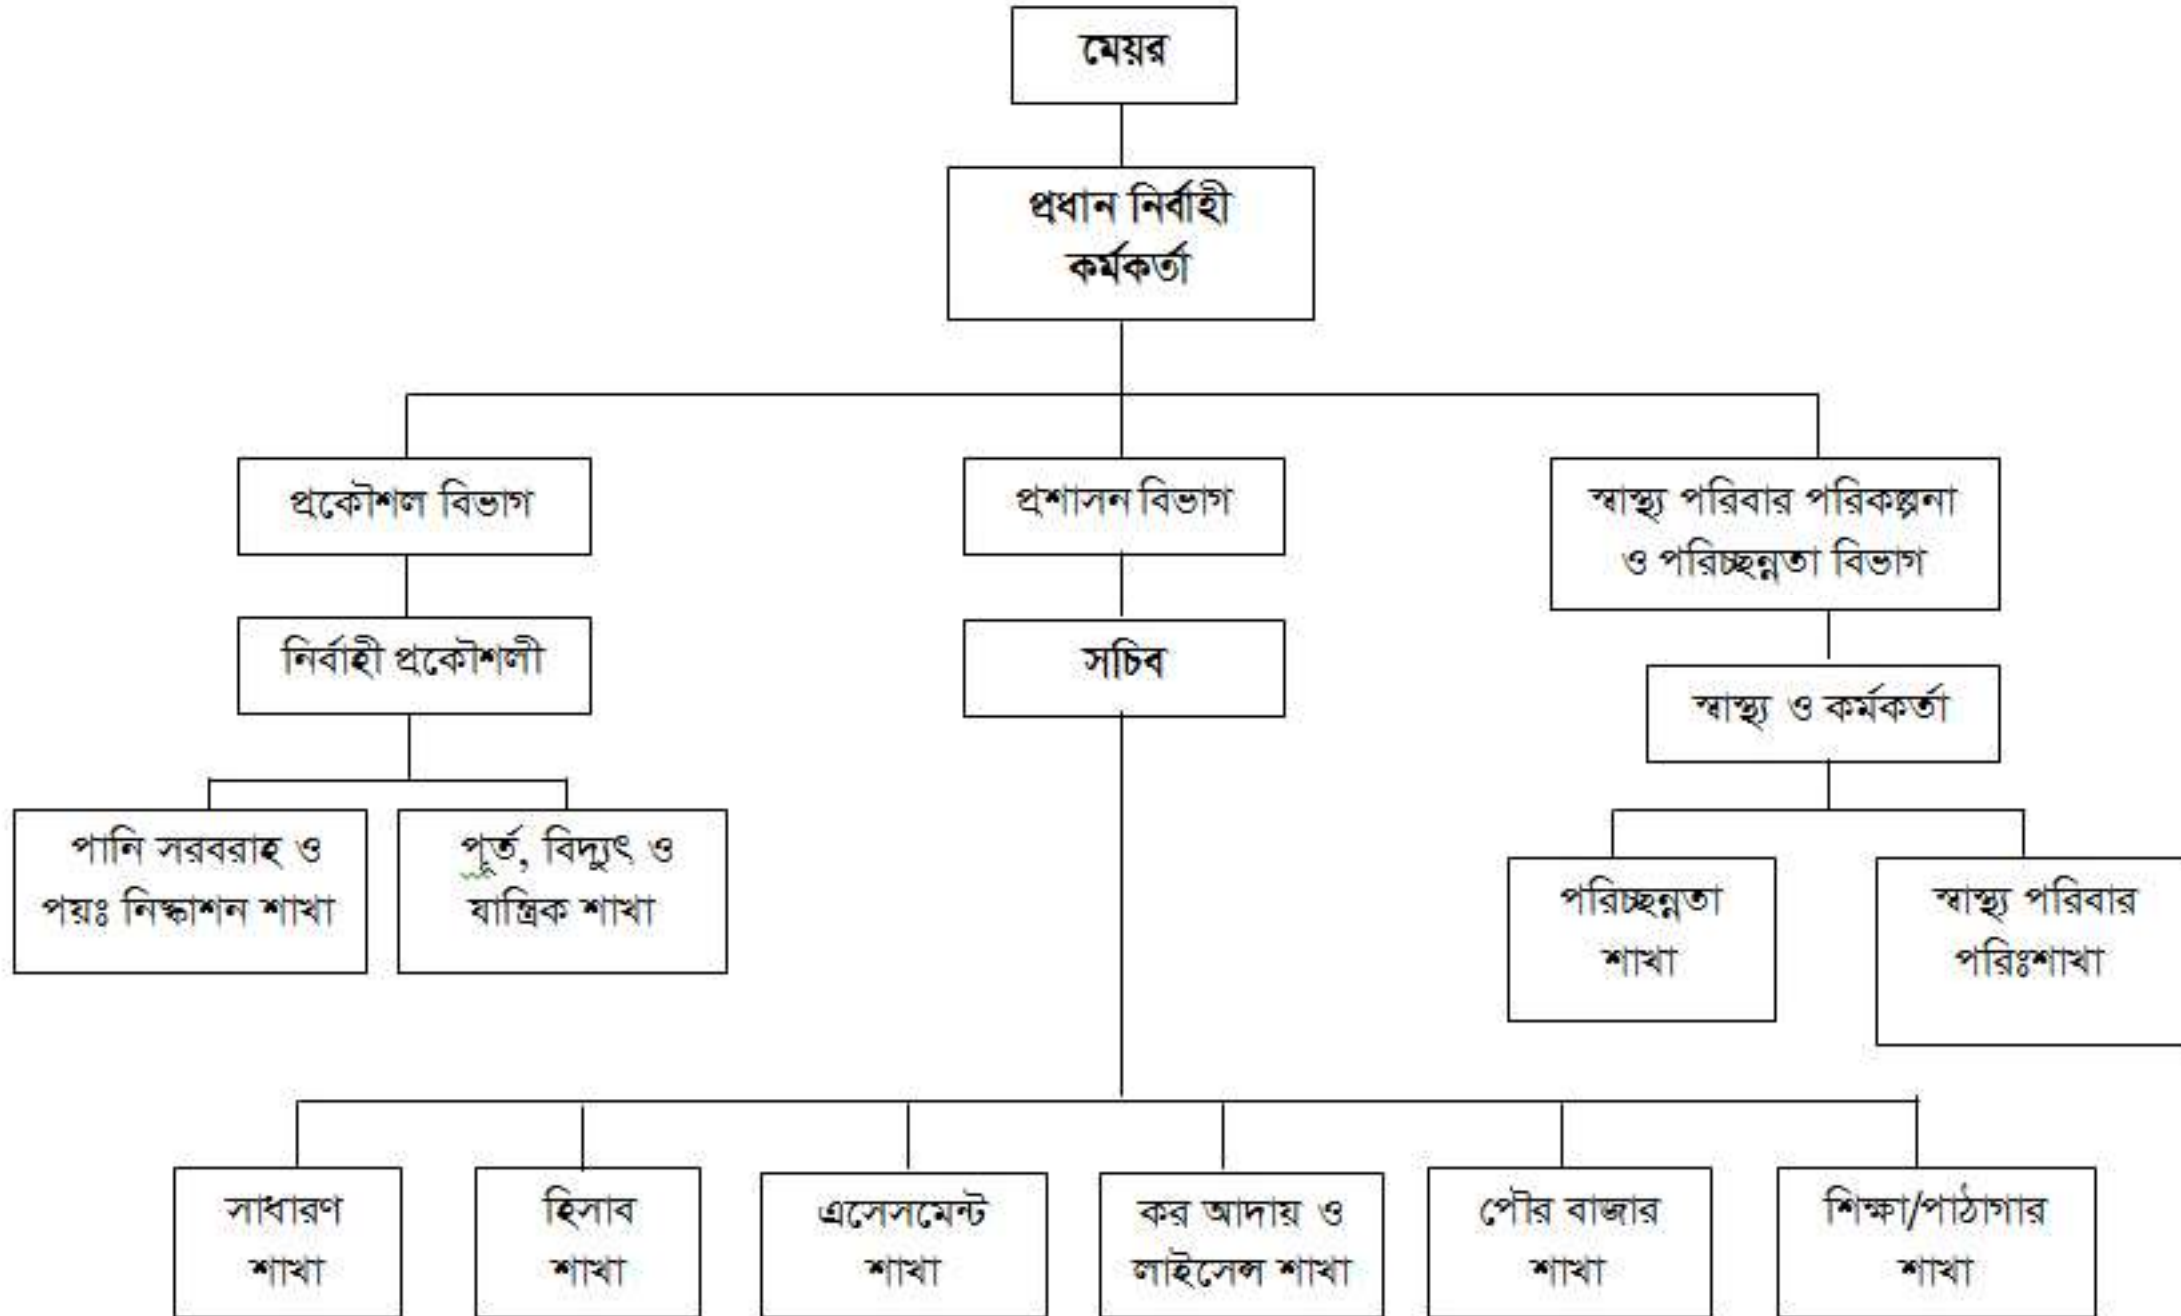 মেয়র
প্রধান নির্বাহী
কর্মকর্তা
প্রকৌশল বিভাগ
প্রশাসন বিভাগ
স্বাস্থ্য পরিবার পরিকল্পনা
ও পরিচ্ছন্নতা বিভাগ
নির্বাহী প্রকৌশলী
সচিব
স্বাস্থ্য ও কর্মকর্তা
পানি সরবরাহ ও
পয়ঃ নিষ্কাশন শাখা
পূর্ত, বিদ্যুৎ ও
যান্ত্রিক শাখা
পরিচ্ছন্নতা
শাখা
স্বাস্থ্য পরিবার
পরিঃশাখা
সাধারণ
শাখা
হিসাব
শাখা
এসেসমেন্ট
শাখা
কর আদায় ও
লাইসেন্স শাখা
পৌর বাজার
শাখা
শিক্ষা/পাঠাগার
শাখা